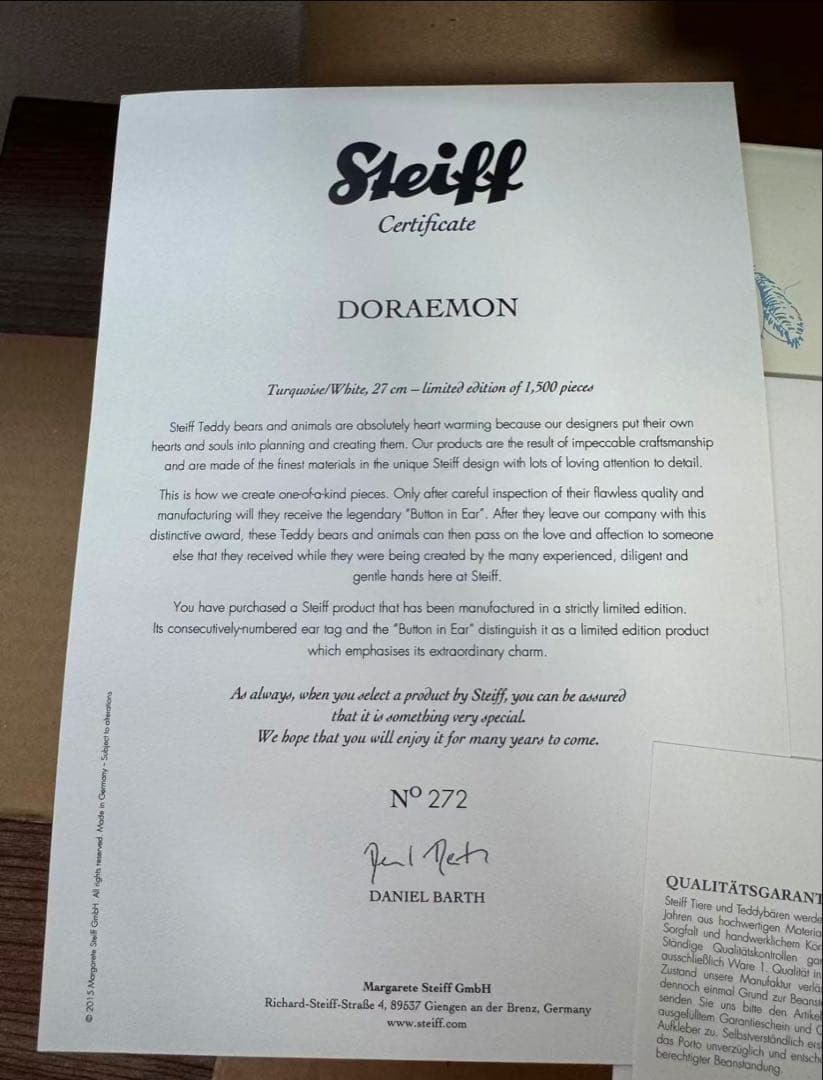 Steiff
Certificate
DORAEMON
Turquoise/White, 27 cm – limited edition of 1,500 pieces
Steiff Teddy bears and animals are absolutely heart warming because our designers put their own
hearts and souls into planning and creating them. Our products are the result of impeccable craftsmanship
and are made of the finest materials in the unique Steiff design with lots of loving attention to detail.
This is how we create one-of-a-kind pieces. Only after careful inspection of their flawless quality and
manufacturing will they receive the legendary "Button in Ear". After they leave our company with this
distinctive award, these Teddy bears and animals can then pass on the love and affection to someone
else that they received while they were being created by the many experienced, diligent and
gentle hands here at Steiff.
You have purchased a Steiff product that has been manufactured in a strictly limited edition.
Its consecutively-numbered ear tag and the "Button in Ear" distinguish it as a limited edition product
which emphasises its extraordinary charm.
As always, when you select a product by Steiff, you can be assured
that it is something very special.
We hope that you will enjoy it for many years to come.
Nº 272
DANIEL BARTH
Margarete Steiff GmbH
Richard-Steiff-Straße 4, 89537 Giengen an der Brenz, Germany
www.steiff.com
© 2015 Margarete Steiff GmbH. All rights reserved. Made in Germany – Subject to alterations
QUALITÄTSGARANT
Steiff Tiere und Teddybären werde
Jahren aus hochwertigen Materia
Sorgfalt und handwerklichem Kön
Ständige Qualitätskontrollen gar
ausschließlich Ware 1. Qualität in
Zustand unsere Manufaktur verlä
dennoch einmal Grund zur Beanst
senden Sie uns bitte den Artike
ausgefülltem Garantieschein und
Aufkleber zu. Selbstverständlich ers
das Porto unverzüglich und entsch
berechtigter Beanstandung.